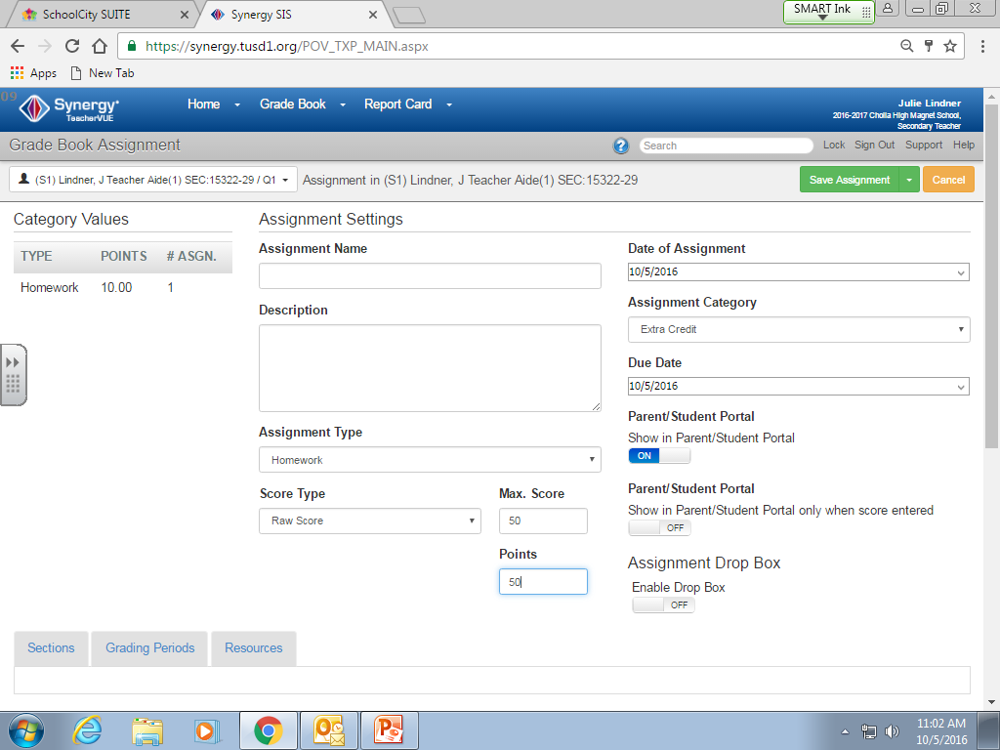 SchoolCity SUITE
Synergy SIS
SMART Ink
https://synergy.tusd1.org/POV_TXP_MAIN.aspx
Apps
New Tab
09
Synergy
TeacherVUE
Home
Grade Book
Report Card
Julie Lindner
2016-2017 Cholla High Magnet School,
Secondary Teacher
Grade Book Assignment
?
Search
Lock
Sign Out
Support
Help
(S1) Lindner, J Teacher Aide(1) SEC:15322-29 / Q1
Assignment in (S1) Lindner, J Teacher Aide(1) SEC:15322-29
Save Assignment
Cancel
Category Values
TYPE POINTS # ASGN.
Homework 10.00 1
Assignment Settings
Assignment Name
Description
Assignment Type
Homework
Score Type
Raw Score
Max. Score
50
Points
50
Date of Assignment
10/5/2016
Assignment Category
Extra Credit
Due Date
10/5/2016
Parent/Student Portal
Show in Parent/Student Portal
ON
Parent/Student Portal
Show in Parent/Student Portal only when score entered
OFF
Assignment Drop Box
Enable Drop Box
OFF
Sections
Grading Periods
Resources
11:02 AM
10/5/2016